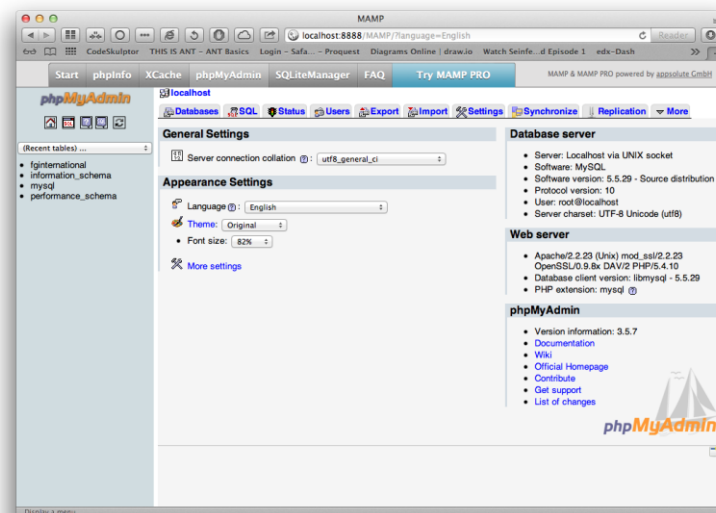 MAMP
localhost:8888/MAMP/?language=English
Reader
CodeSkulptor THIS IS ANT - ANT Basics Login - Safa... - Proquest Diagrams Online | draw.io Watch Seinfe...d Episode 1 edx-Dash
Start phpInfo XCache phpMyAdmin SQLiteManager FAQ Try MAMP PRO MAMP & MAMP PRO powered by appsolute GmbH
phpMyAdmin
(Recent tables) ...
fginternational
information_schema
mysql
performance_schema
localhost
Databases SQL Status Users Export Import Settings Synchronize Replication More
General Settings
Server connection collation : utf8_general_ci
Appearance Settings
Language : English
Theme: Original
Font size: 82%
More settings
Database server
Server: Localhost via UNIX socket
Software: MySQL
Software version: 5.5.29 - Source distribution
Protocol version: 10
User: root@localhost
Server charset: UTF-8 Unicode (utf8)
Web server
Apache/2.2.23 (Unix) mod_ssl/2.2.23
OpenSSL/0.9.8x DAV/2 PHP/5.4.10
Database client version: libmysql - 5.5.29
PHP extension: mysql
phpMyAdmin
Version information: 3.5.7
Documentation
Wiki
Official Homepage
Contribute
Get support
List of changes
phpMyAdmin
Display a menu